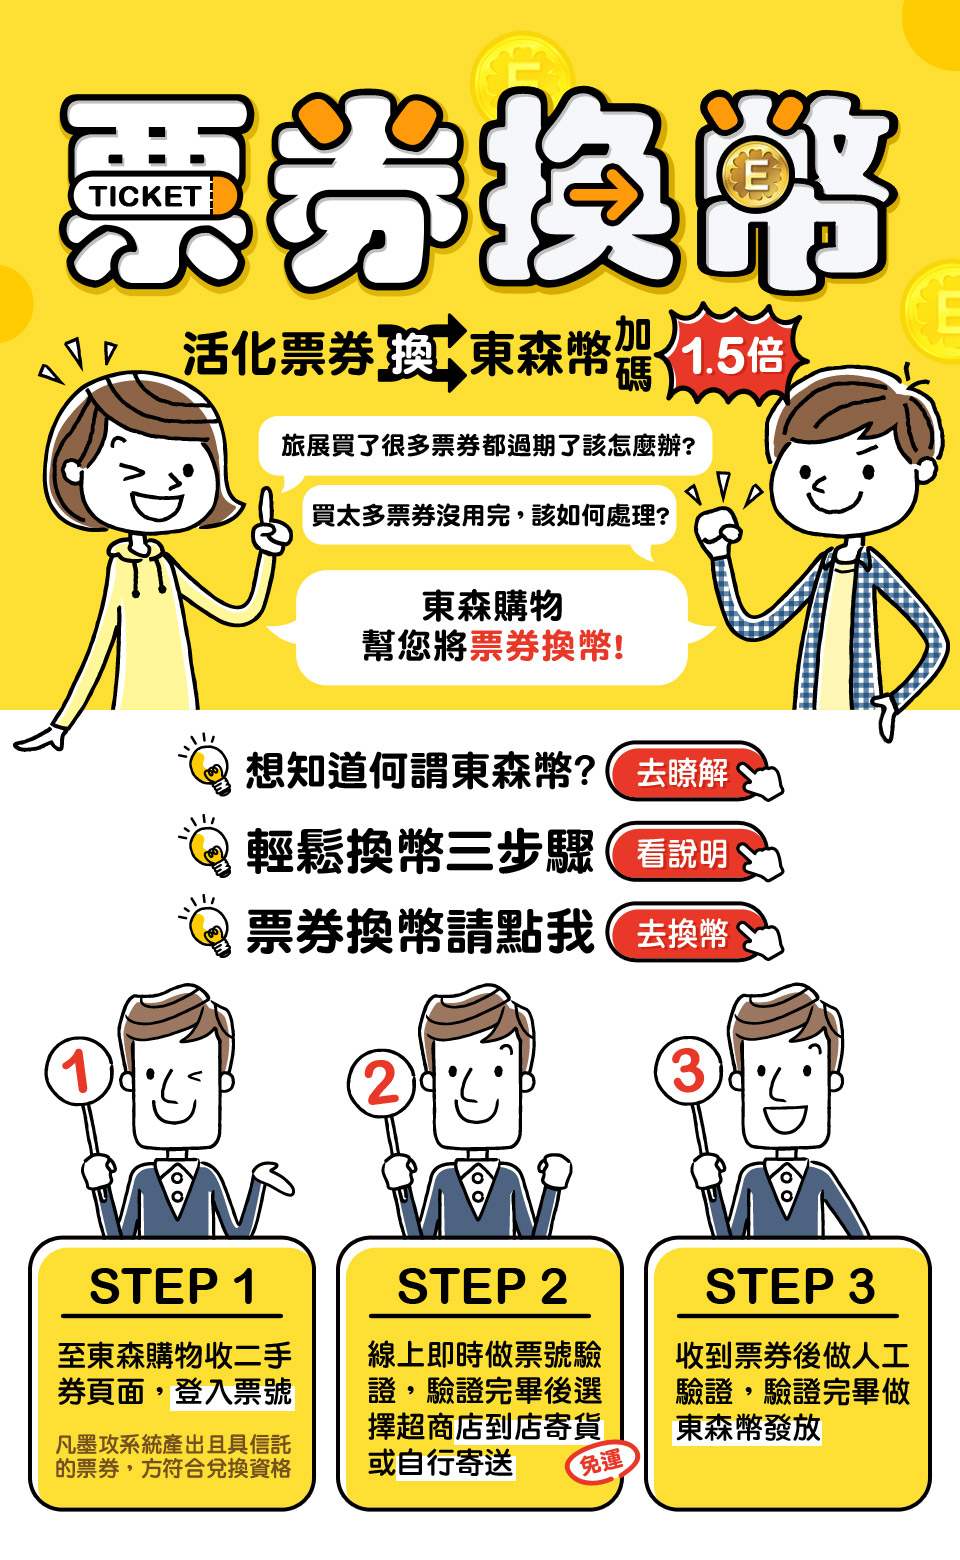 票券換幣
TICKET
E
E
E
活化票券換東森幣加碼1.5倍
旅展買了很多票券都過期了該怎麼辦?
買太多票券沒用完，該如何處理?
東森購物
幫您將票券換幣!
想知道何謂東森幣? 去瞭解
輕鬆換幣三步驟 看說明
票券換幣請點我 去換幣
1
2
3
STEP 1
至東森購物收二手
券頁面，登入票號
凡墨攻系統產出且具信託
的票券，方符合兌換資格
STEP 2
線上即時做票號驗
證，驗證完畢後選
擇超商店到店寄貨
或自行寄送
免運
STEP 3
收到票券後做人工
驗證，驗證完畢做
東森幣發放